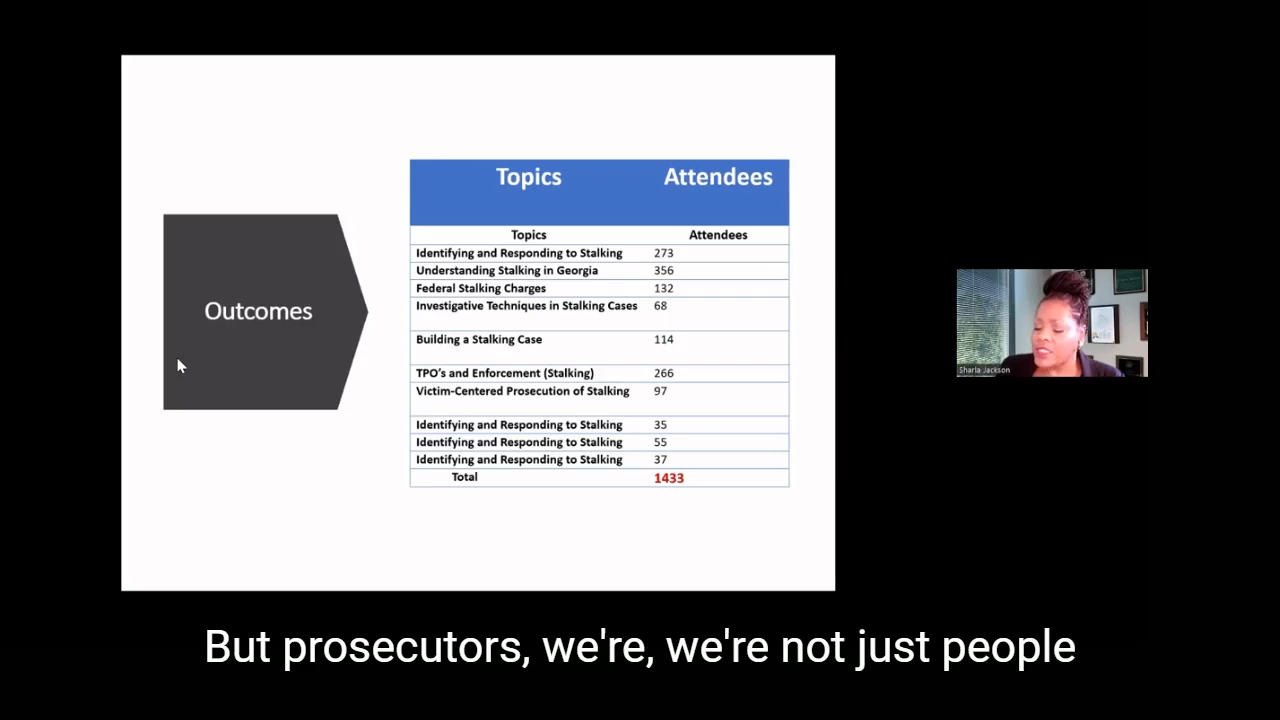 Outcomes
Topics Attendees
Topics Attendees
Identifying and Responding to Stalking 273
Understanding Stalking in Georgia 356
Federal Stalking Charges 132
Investigative Techniques in Stalking Cases 68
Building a Stalking Case 114
TPO's and Enforcement (Stalking) 266
Victim-Centered Prosecution of Stalking 97
Identifying and Responding to Stalking 35
Identifying and Responding to Stalking 55
Identifying and Responding to Stalking 37
Total 1433
Sharla Jackson
But prosecutors, we're, we're not just people